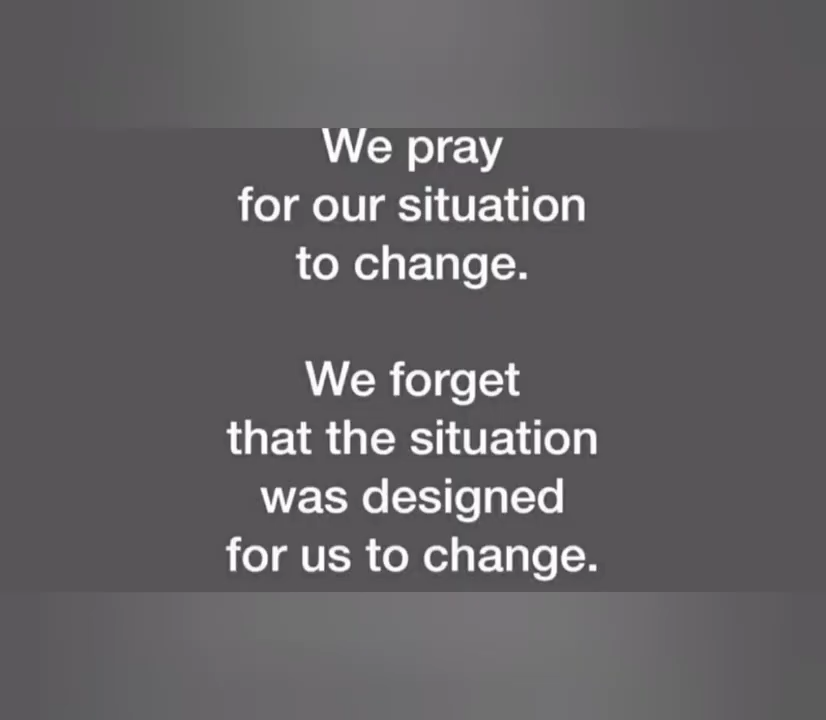 We pray
for our situation
to change.
We forget
that the situation
was designed
for us to change.